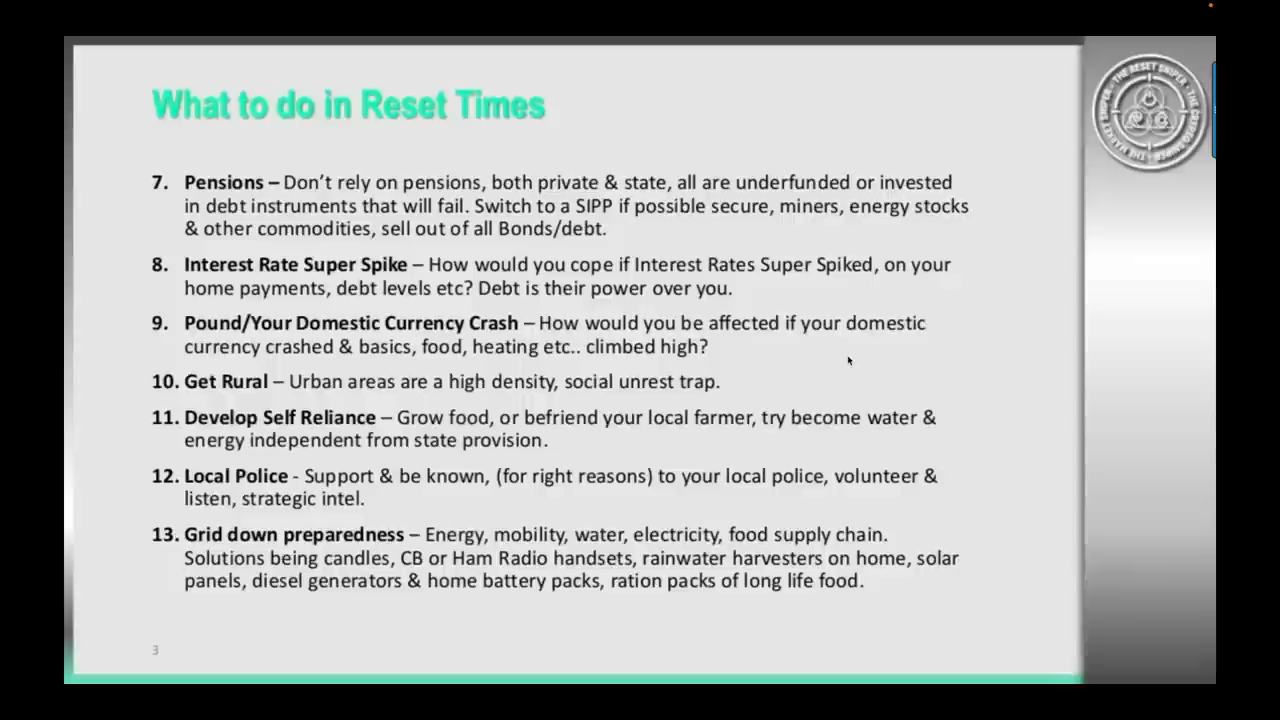 What to do in Reset Times
THE RESET SNIPER - THE CRYPTO SNIPER - THE MARKET SNIPER -
7. Pensions – Don’t rely on pensions, both private & state, all are underfunded or invested
in debt instruments that will fail. Switch to a SIPP if possible secure, miners, energy stocks
& other commodities, sell out of all Bonds/debt.
8. Interest Rate Super Spike – How would you cope if Interest Rates Super Spiked, on your
home payments, debt levels etc? Debt is their power over you.
9. Pound/Your Domestic Currency Crash – How would you be affected if your domestic
currency crashed & basics, food, heating etc.. climbed high?
10. Get Rural – Urban areas are a high density, social unrest trap.
11. Develop Self Reliance – Grow food, or befriend your local farmer, try become water &
energy independent from state provision.
12. Local Police - Support & be known, (for right reasons) to your local police, volunteer &
listen, strategic intel.
13. Grid down preparedness – Energy, mobility, water, electricity, food supply chain.
Solutions being candles, CB or Ham Radio handsets, rainwater harvesters on home, solar
panels, diesel generators & home battery packs, ration packs of long life food.
3